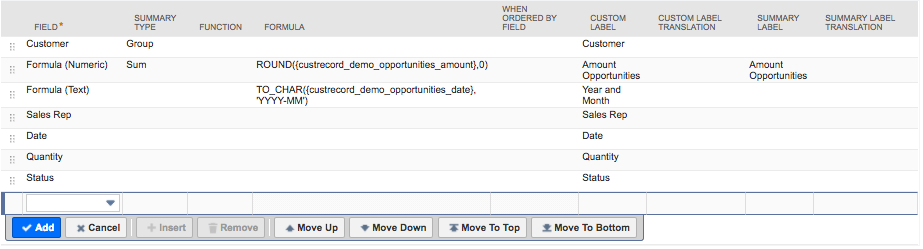 FIELD* SUMMARY TYPE FUNCTION FORMULA WHEN ORDERED BY FIELD CUSTOM LABEL CUSTOM LABEL TRANSLATION SUMMARY LABEL SUMMARY LABEL TRANSLATION
Customer Group Customer
Formula (Numeric) Sum ROUND({custrecord_demo_opportunities_amount},0) Amount Opportunities Amount Opportunities
Formula (Text) TO_CHAR({custrecord_demo_opportunities_date}, 'YYYY-MM') Year and Month
Sales Rep Sales Rep
Date Date
Quantity Quantity
Status Status
Add Cancel Insert Remove Move Up Move Down Move To Top Move To Bottom